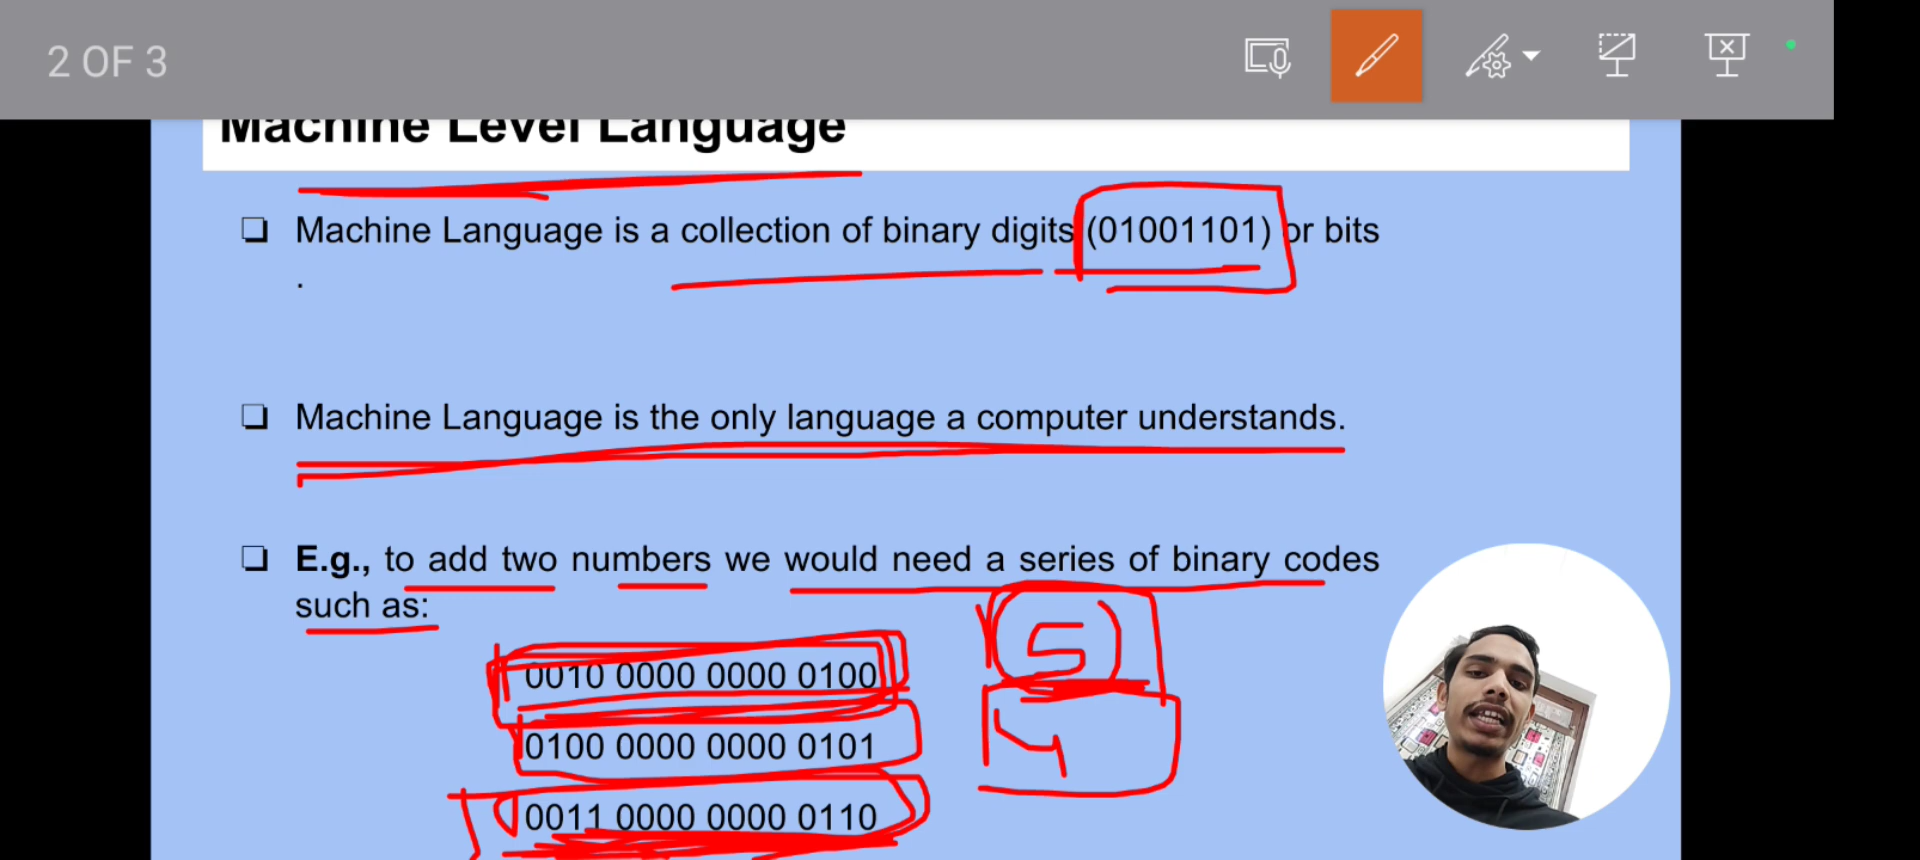 2 OF 3
Machine Level Language
❏ Machine Language is a collection of binary digits (01001101) or bits
.
❏ Machine Language is the only language a computer understands.
❏ E.g., to add two numbers we would need a series of binary codes
such as:
0010 0000 0000 0100
5
0100 0000 0000 0101
4
0011 0000 0000 0110